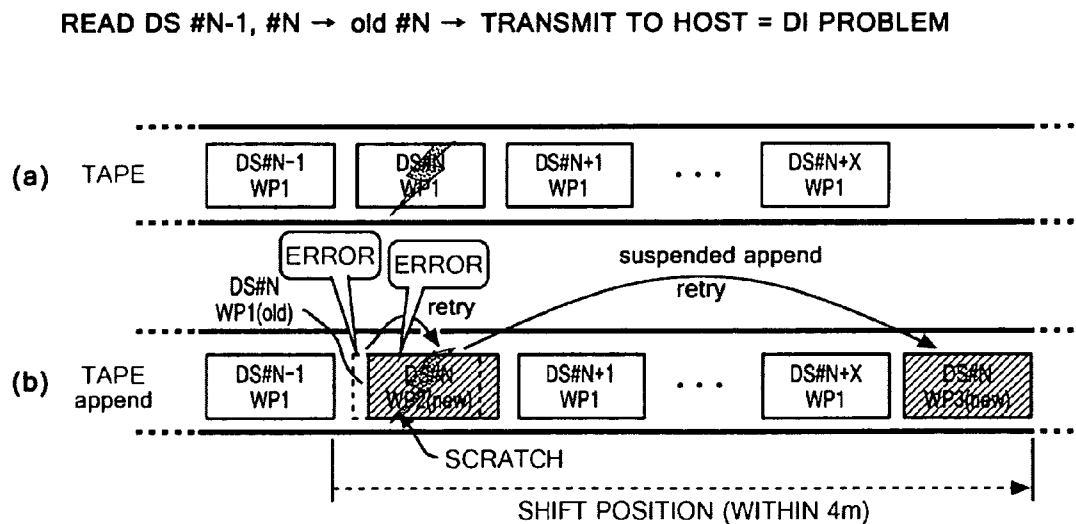 READ DS #N-1, #N → old #N → TRANSMIT TO HOST = DI PROBLEM
(a) TAPE
DS#N-1
WP1
DS#N
WP1
DS#N+1
WP1
. . .
DS#N+X
WP1
ERROR
ERROR
DS#N
WP1(old)
retry
suspended append
retry
(b) TAPE
append
DS#N-1
WP1
DS#N
WP2(new)
DS#N+1
WP1
. . .
DS#N+X
WP1
DS#N
WP3(new)
SCRATCH
SHIFT POSITION (WITHIN 4m)